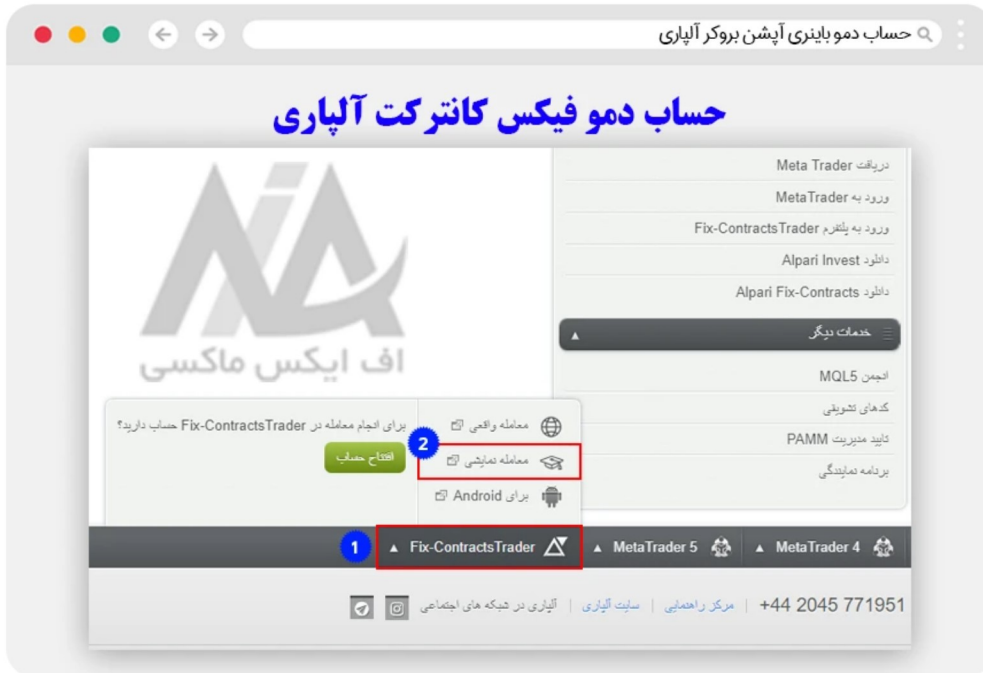 حساب دمو باینری آپشن بروکر آلپاری
حساب دمو فیکس کانترکت آلپاری
دریافت Meta Trader
ورود به MetaTrader
ورود به پلتفرم Fix-ContractsTrader
دانلود Alpari Invest
دانلود Alpari Fix-Contracts
خدمات دیگر
انجمن MQL5
کدهای تشویقی
تایید مدیریت PAMM
برنامه نمایندگی
اف ایکس ماکسی
معامله واقعی
برای انجام معامله در Fix-ContractsTrader حساب دارید؟
2
معامله نمایشی
افتتاح حساب
برای Android
MetaTrader 4
MetaTrader 5
Fix-ContractsTrader
1
+44 2045 771951 | مرکز راهنمایی | سایت آلپاری | آلپاری در شبکه های اجتماعی